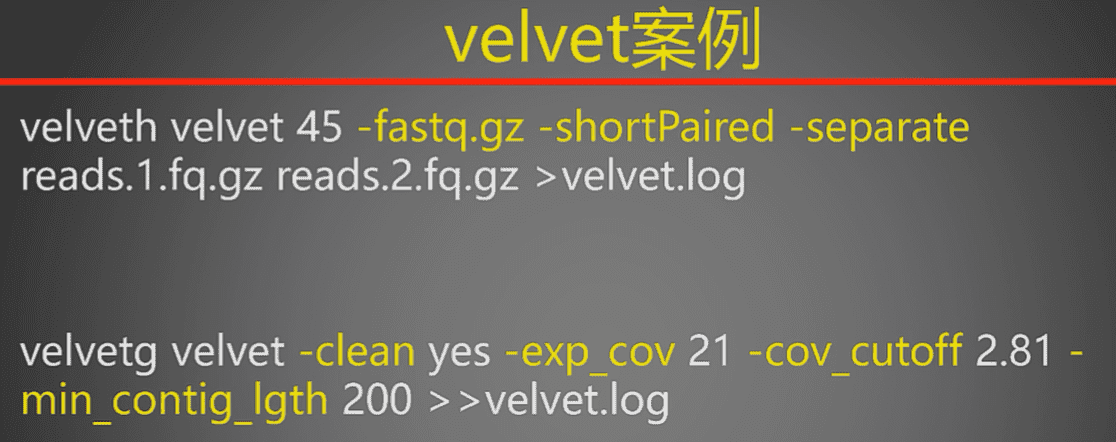 velvet案例
velveth velvet 45 -fastq.gz -shortPaired -separate
reads.1.fq.gz reads.2.fq.gz >velvet.log
velvetg velvet -clean yes -exp_cov 21 -cov_cutoff 2.81 -
min_contig_lgth 200 >>velvet.log